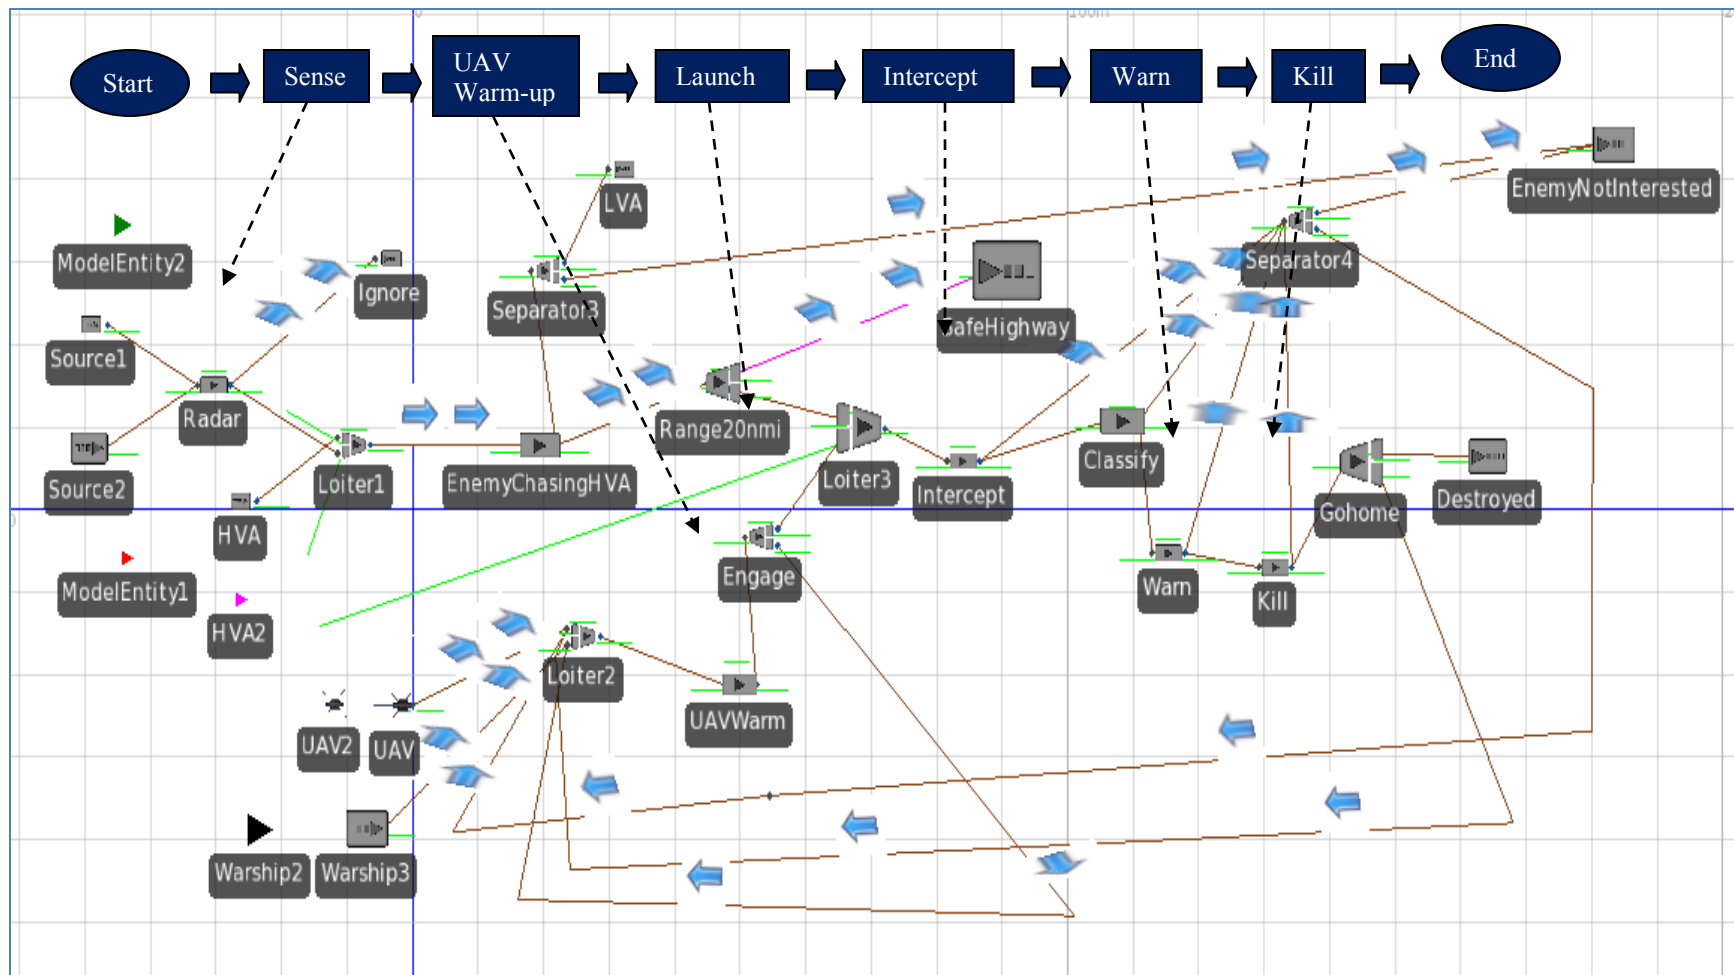 100m
Start
Sense
UAV
Warm-up
Launch
Intercept
Warn
Kill
End
EnemyNotInterested
LVA
ModelEntity2
Ignore
Separator3
Separator4
SafeHighway
Source1
Radar
Range20nmi
Loiter1
EnemyChasingHVA
Loiter3
Classify
Intercept
Source2
Gohome
Destroyed
HVA
Engage
ModelEntity1
Warn
Kill
HVA2
Loiter2
UAVWarm
UAV2
UAV
Warship2
Warship3